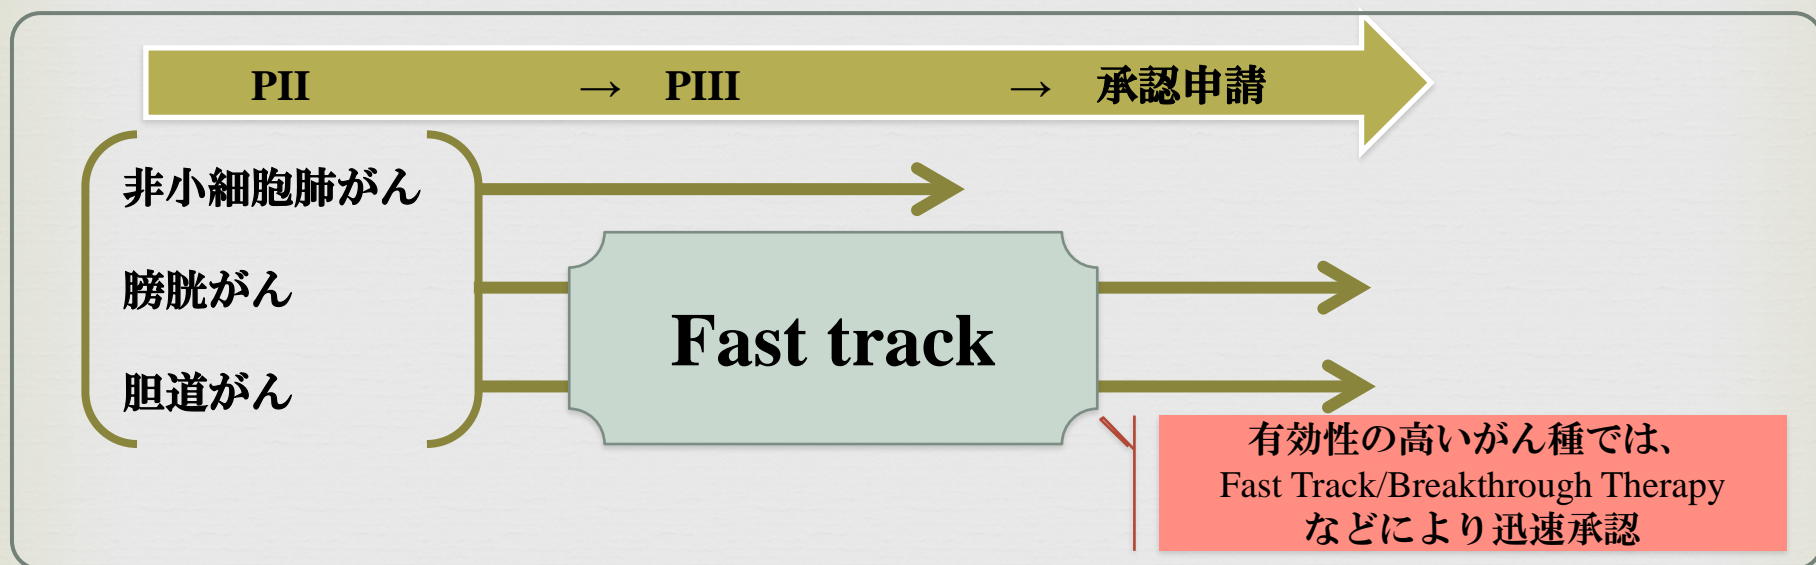 PII → PIII → 承認申請
非小細胞肺がん
膀胱がん
胆道がん
Fast track
有効性の高いがん種では、
Fast Track/Breakthrough Therapy
などにより迅速承認